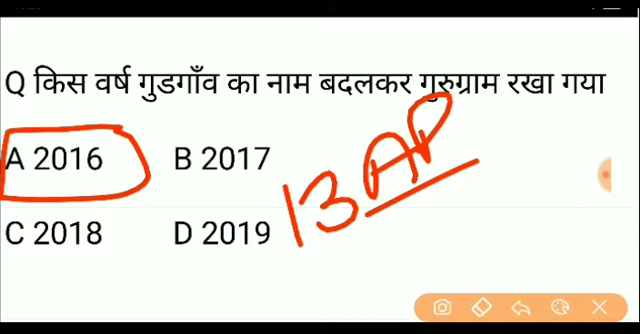 Q किस वर्ष गुडगाँव का नाम बदलकर गुरुग्राम रखा गया
A 2016 B 2017
13 AP
C 2018 D 2019